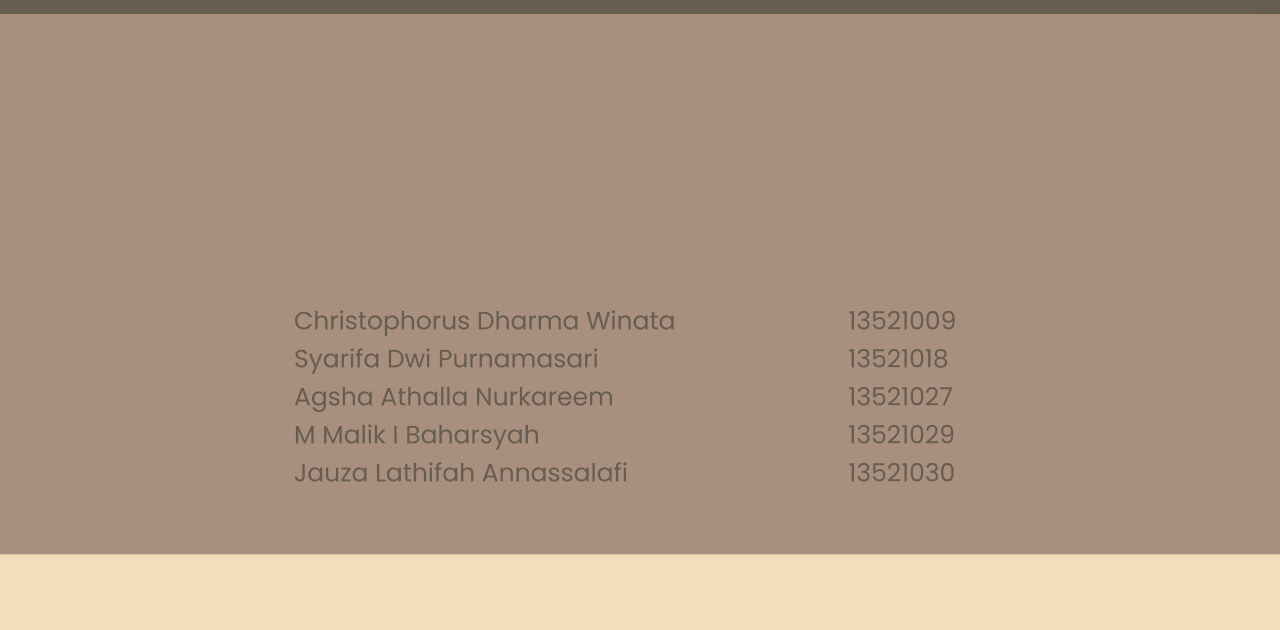 Christophorus Dharma Winata 13521009
Syarifa Dwi Purnamasari 13521018
Agsha Athalla Nurkareem 13521027
M Malik I Baharsyah 13521029
Jauza Lathifah Annassalafi 13521030